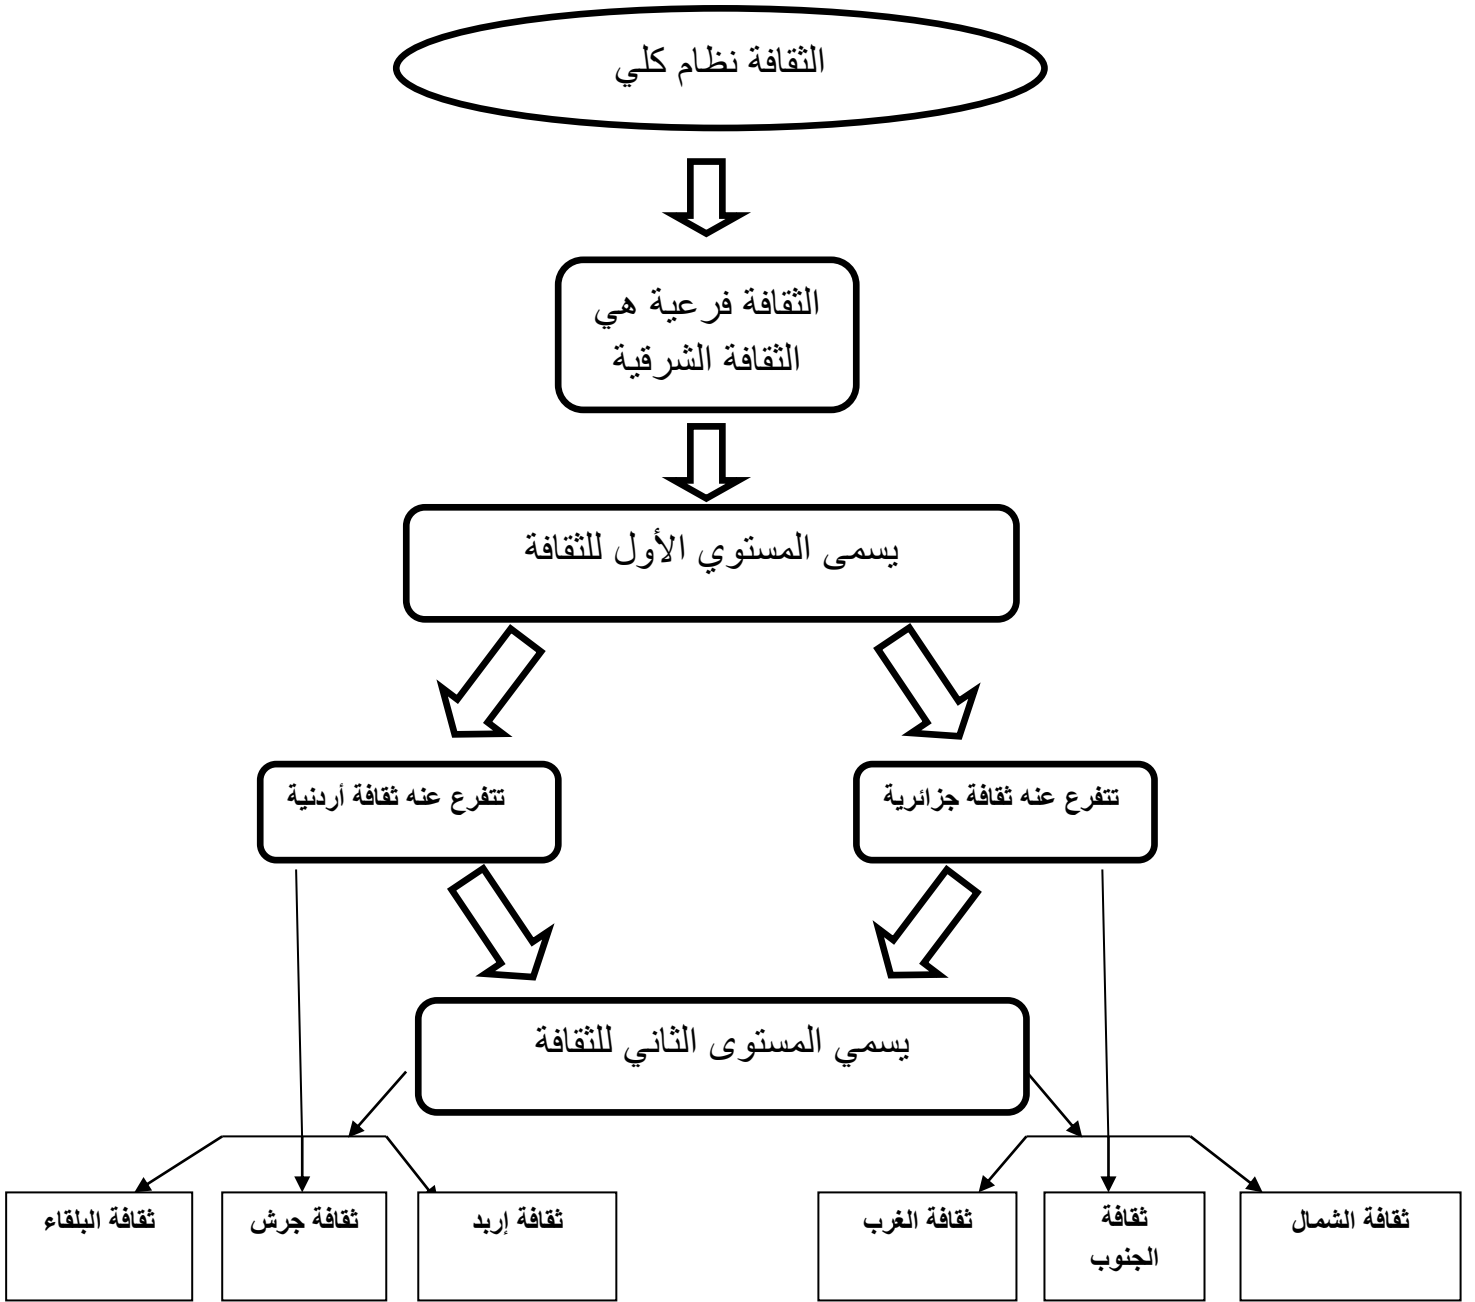 الثقافة نظام كلي
الثقافة فرعية هي
الثقافة الشرقية
يسمى المستوي الأول للثقافة
تتفرع عنه ثقافة جزائرية
تتفرع عنه ثقافة أردنية
يسمي المستوى الثاني للثقافة
ثقافة الشمال
ثقافة
الجنوب
ثقافة الغرب
ثقافة إربد
ثقافة جرش
ثقافة البلقاء